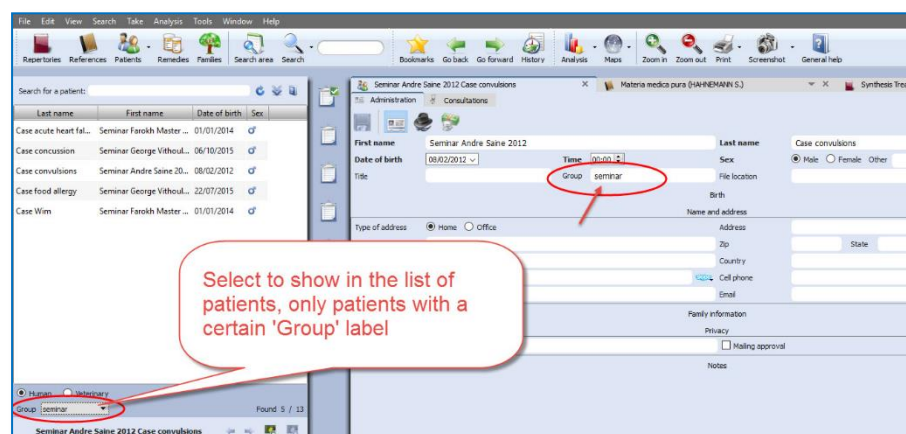 File Edit View Search Take Analysis Tools Window Help
Repertories References Patients Remedies Families Search area Search Bookmarks Go back Go forward History Analysis Maps Zoom in Zoom out Print Screenshot General help
Search for a patient:
Last name First name Date of birth Sex
Case acute heart fal... Seminar Farokh Master ... 01/01/2014
Case concussion Seminar George Vithoul... 06/10/2015
Case convulsions Seminar Andre Saine 20... 08/02/2012
Case food allergy Seminar George Vithoul... 22/07/2015
Case Wim Seminar Farokh Master ... 01/01/2014
Human Veterinary
Group seminar Found 5 / 13
Seminar Andre Saine 2012 Case convulsions
Seminar Andre Saine 2012 Case convulsions X Materia medica pura (HAHNEMANN S.) X Synthesis Trea
Administration Consultations
First name Seminar Andre Saine 2012 Last name Case convulsions
Date of birth 08/02/2012 Time 00:00 Sex Male Female Other
Title Group seminar File location
Birth
Name and address
Type of address Home Office Address
Zip State
Country
Cell phone
Email
Family information
Privacy
Mailing approval
Notes
Select to show in the list of
patients, only patients with a
certain 'Group' label